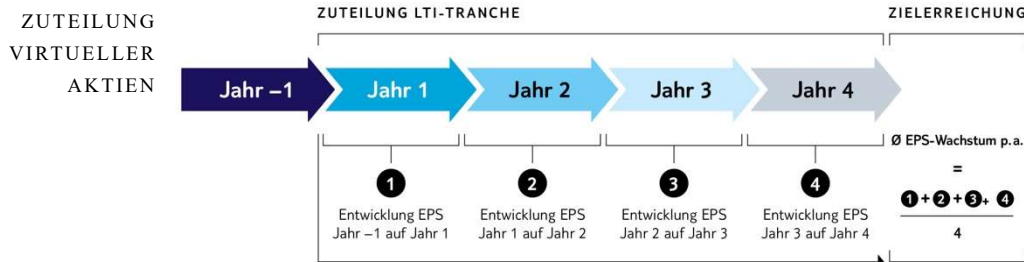 ZUTEILUNG
VIRTUELLER
AKTIEN
ZUTEILUNG LTI-TRANCHE
ZIELERREICHUNG
Jahr –1
Jahr 1
Jahr 2
Jahr 3
Jahr 4
1
Entwicklung EPS
Jahr –1 auf Jahr 1
2
Entwicklung EPS
Jahr 1 auf Jahr 2
3
Entwicklung EPS
Jahr 2 auf Jahr 3
4
Entwicklung EPS
Jahr 3 auf Jahr 4
Ø EPS-Wachstum p.a.
=
1 + 2 + 3 + 4
4